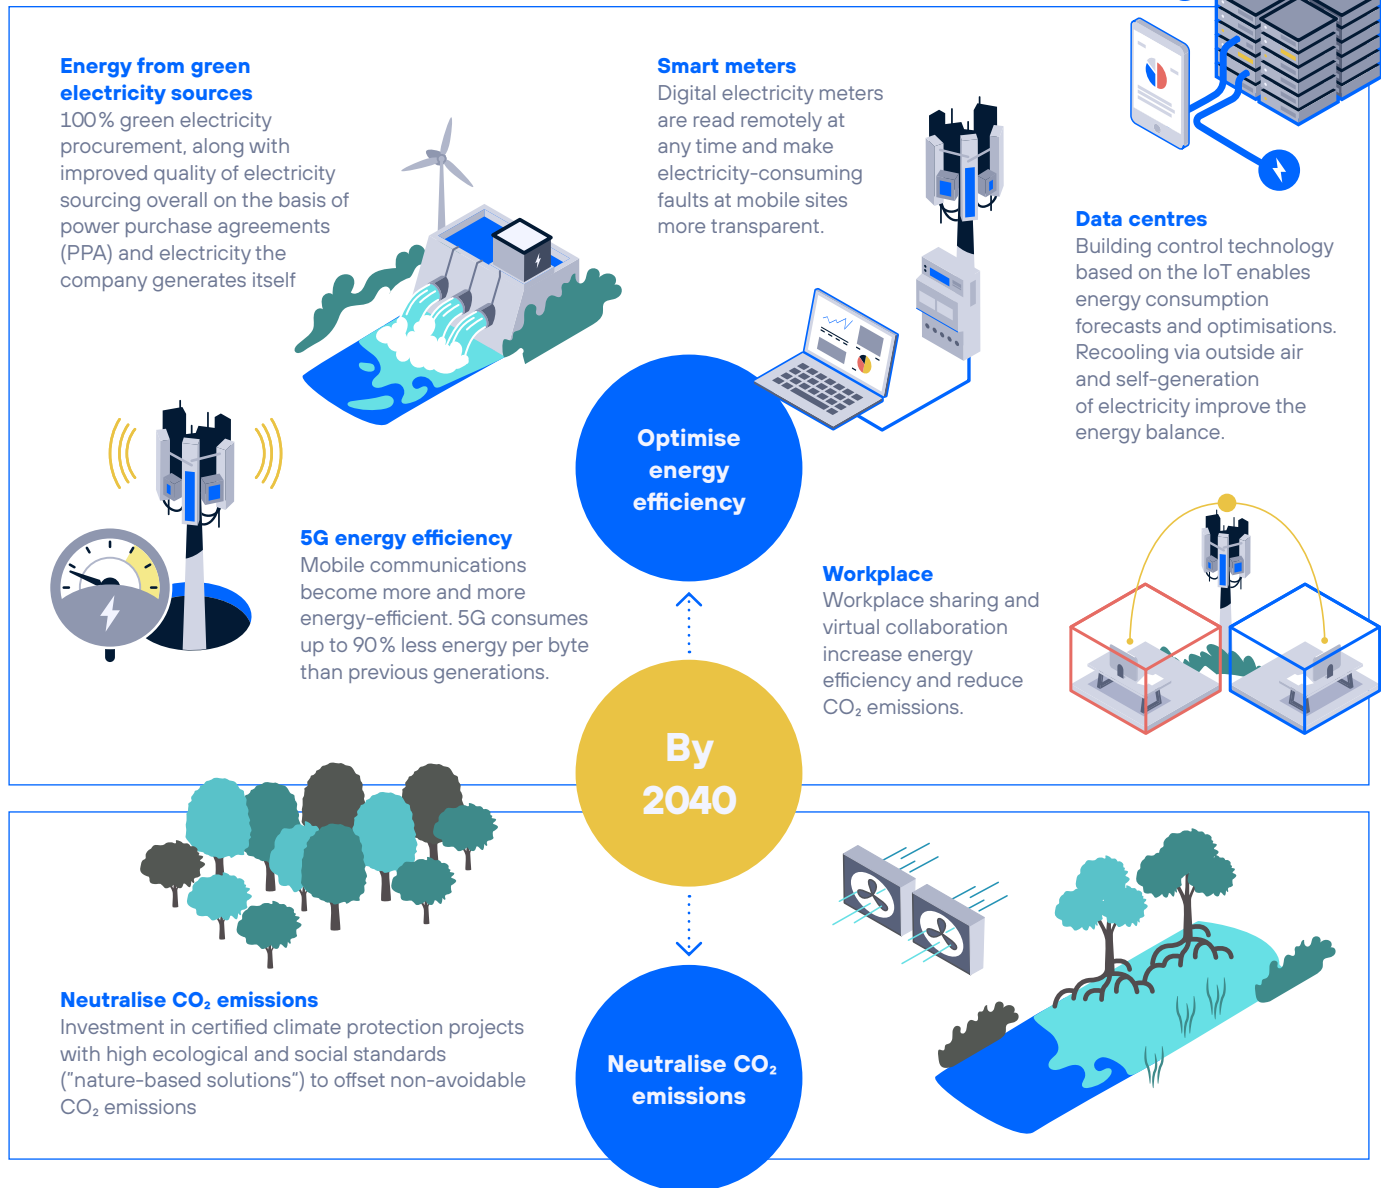 Energy from green
electricity sources
100 % green electricity
procurement, along with
improved quality of electricity
sourcing overall on the basis of
power purchase agreements
(PPA) and electricity the
company generates itself
Smart meters
Digital electricity meters
are read remotely at
any time and make
electricity-consuming
faults at mobile sites
more transparent.
Data centres
Building control technology
based on the IoT enables
energy consumption
forecasts and optimisations.
Recooling via outside air
and self-generation
of electricity improve the
energy balance.
Optimise
energy
efficiency
5G energy efficiency
Mobile communications
become more and more
energy-efficient. 5G consumes
up to 90 % less energy per byte
than previous generations.
Workplace
Workplace sharing and
virtual collaboration
increase energy
efficiency and reduce
CO₂ emissions.
By
2040
Neutralise CO₂ emissions
Investment in certified climate protection projects
with high ecological and social standards
(”nature-based solutions“) to offset non-avoidable
CO₂ emissions
Neutralise CO₂
emissions